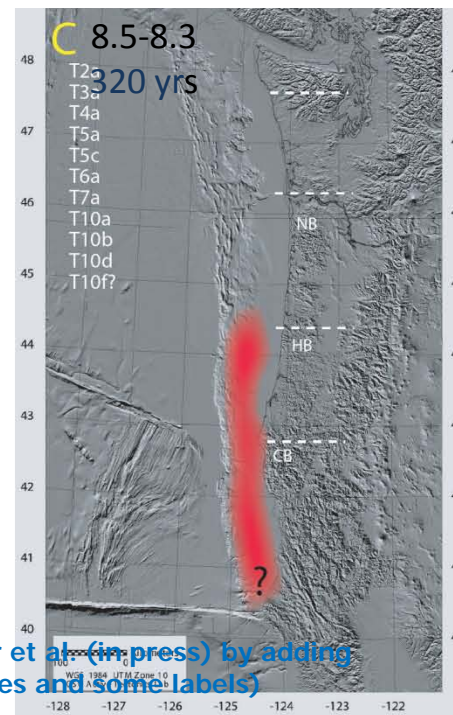 C 8.5-8.3
320 yrs
T2a
T3a
T4a
T5a
T5c
T6a
T7a
T10a
T10b
T10d
T10f?
48
47
46
45
44
43
42
41
40
NB
HB
CB
?
r et al. (in press) by adding
es and some labels)
100 0
WGS 1984 UTM Zone 10
-128 -127 -126 -125 -124 -123 -122